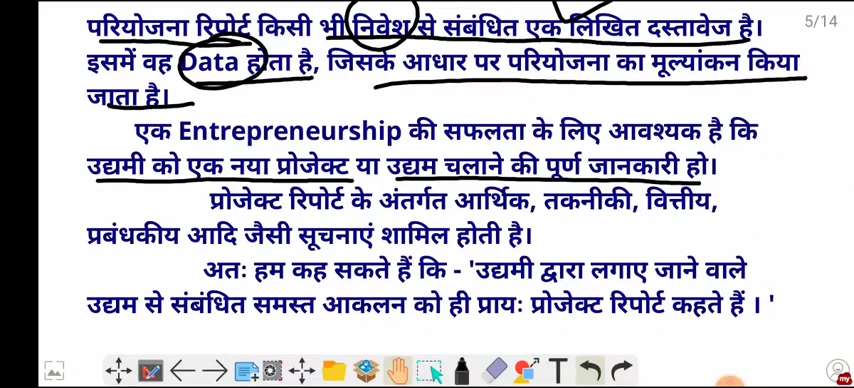 परियोजना रिपोर्ट किसी भी निवेश से संबंधित एक लिखित दस्तावेज है।
5/14
इसमें वह Data होता है, जिसके आधार पर परियोजना का मूल्यांकन किया
जाता है।
एक Entrepreneurship की सफलता के लिए आवश्यक है कि
उद्यमी को एक नया प्रोजेक्ट या उद्यम चलाने की पूर्ण जानकारी हो।
प्रोजेक्ट रिपोर्ट के अंतर्गत आर्थिक, तकनीकी, वित्तीय,
प्रबंधकीय आदि जैसी सूचनाएं शामिल होती है।
अतः हम कह सकते हैं कि - 'उद्यमी द्वारा लगाए जाने वाले
उद्यम से संबंधित समस्त आकलन को ही प्रायः प्रोजेक्ट रिपोर्ट कहते हैं । '
T
my